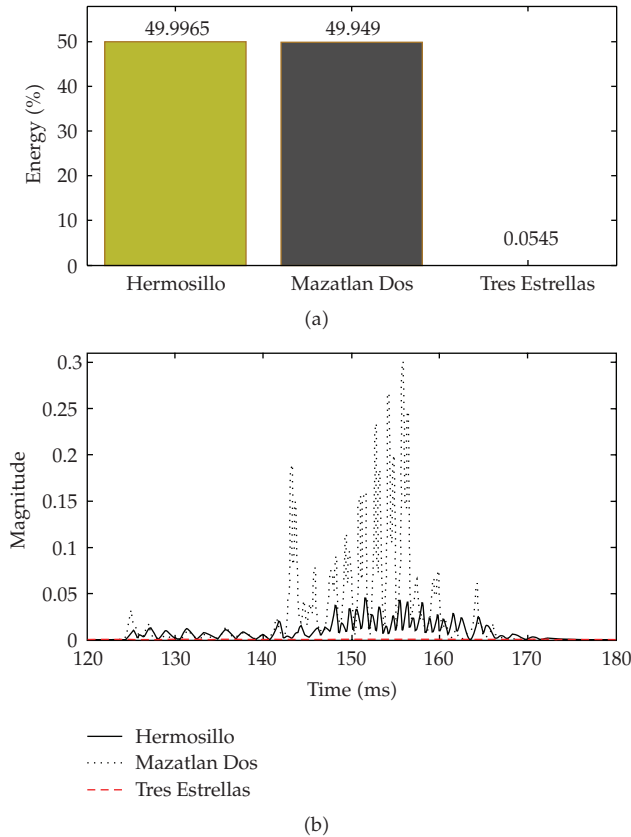 49.9965
49.949
0.0545
50
40
30
20
10
0
Energy (%)
Hermosillo
Mazatlan Dos
Tres Estrellas
(a)
0.3
0.25
0.2
0.15
0.1
0.05
0
Magnitude
120
130
140
150
160
170
180
Time (ms)
Hermosillo
Mazatlan Dos
Tres Estrellas
(b)